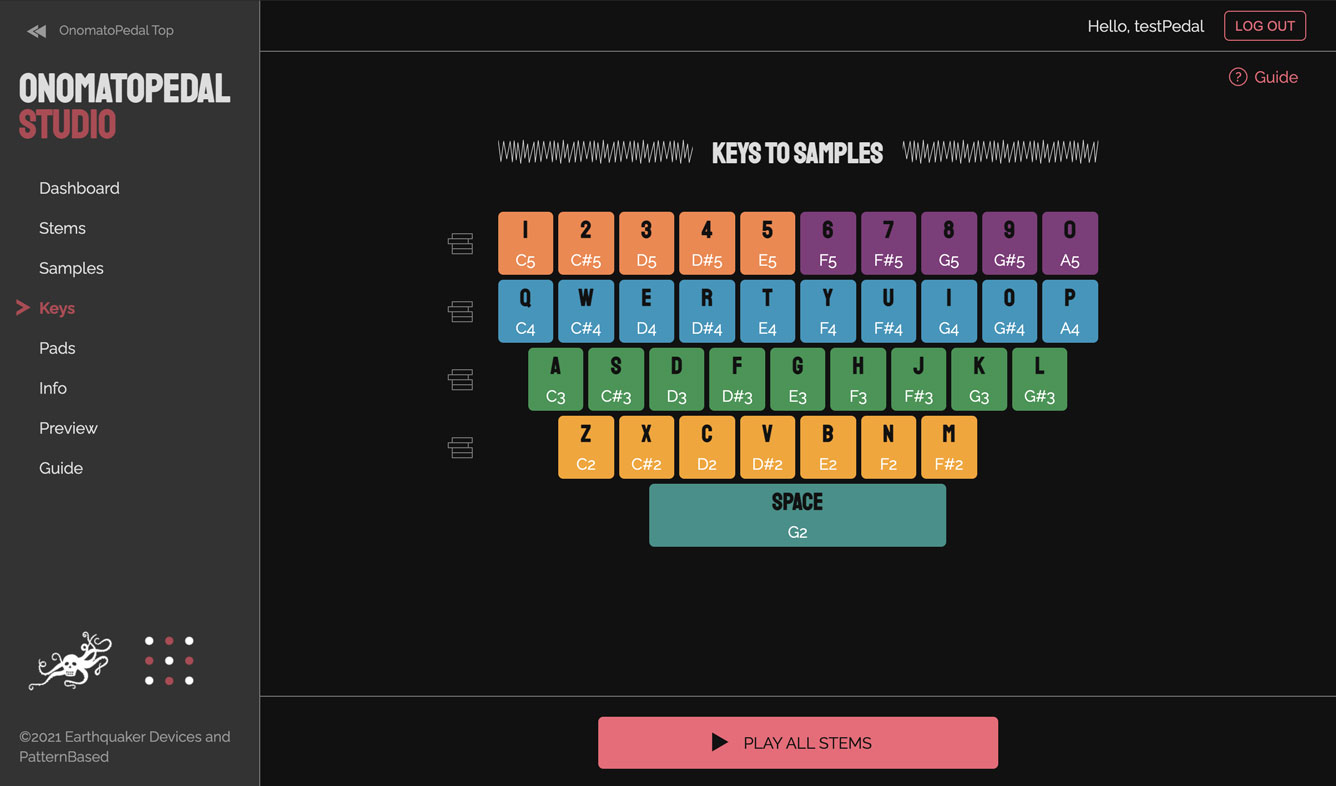 OnomatoPedal Top
ONOMATOPEDAL
STUDIO
Dashboard
Stems
Samples
Keys
Pads
Info
Preview
Guide
©2021 Earthquaker Devices and
PatternBased
Hello, testPedal
LOG OUT
? Guide
KEYS TO SAMPLES
1 2 3 4 5 6 7 8 9 0
C5 C#5 D5 D#5 E5 F5 F#5 G5 G#5 A5
Q W E R T Y U I O P
C4 C#4 D4 D#4 E4 F4 F#4 G4 G#4 A4
A S D F G H J K L
C3 C#3 D3 D#3 E3 F3 F#3 G3 G#3
Z X C V B N M
C2 C#2 D2 D#2 E2 F2 F#2
SPACE
G2
PLAY ALL STEMS